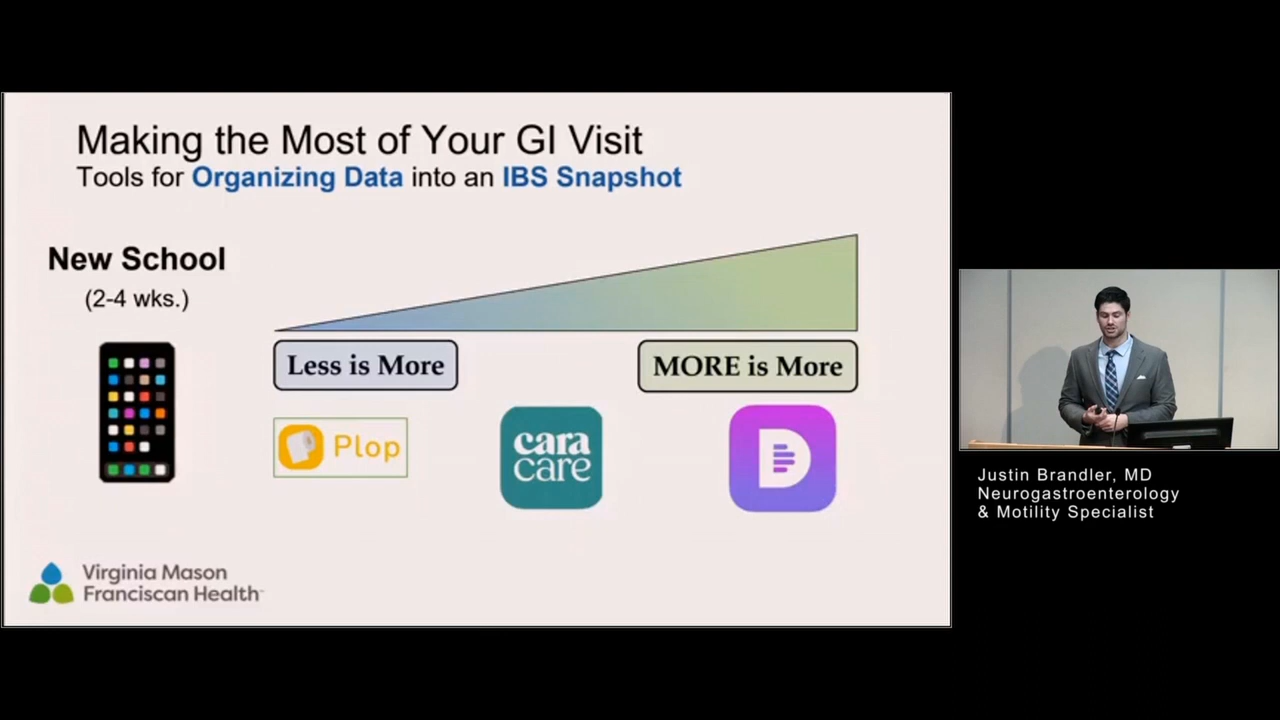 Making the Most of Your GI Visit
Tools for Organizing Data into an IBS Snapshot
New School
(2-4 wks.)
Less is More
MORE is More
Plop
cara
care
D
Virginia Mason
Franciscan Health
Justin Brandler, MD
Neurogastroenterology
& Motility Specialist